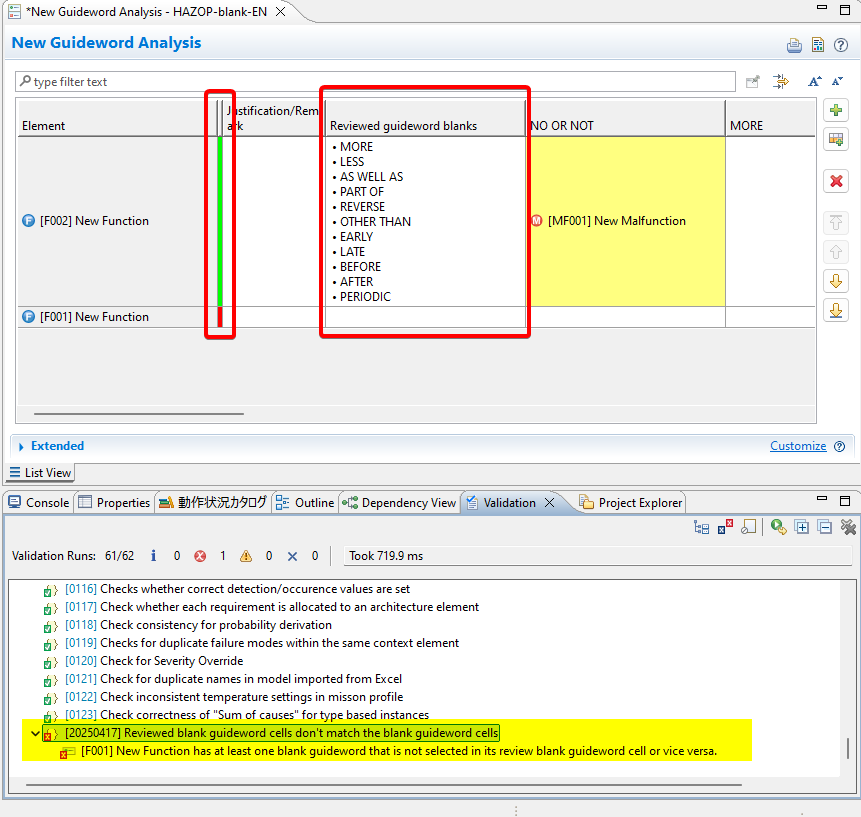 *New Guideword Analysis - HAZOP-blank-EN
New Guideword Analysis
type filter text
Element
Justification/Rem
ark
Reviewed guideword blanks
NO OR NOT
MORE
[F002] New Function
• MORE
• LESS
• AS WELL AS
• PART OF
• REVERSE
• OTHER THAN
• EARLY
• LATE
• BEFORE
• AFTER
• PERIODIC
M [MF001] New Malfunction
F [F001] New Function
Extended
Customize
List View
Console
Properties
動作状況カタログ
Outline
Dependency View
Validation
Project Explorer
Validation Runs: 61/62 i 0 1 0 0 Took 719.9 ms
[0116] Checks whether correct detection/occurence values are set
[0117] Check whether each requirement is allocated to an architecture element
[0118] Check consistency for probability derivation
[0119] Checks for duplicate failure modes within the same context element
[0120] Check for Severity Override
[0121] Check for duplicate names in model imported from Excel
[0122] Check inconsistent temperature settings in misson profile
[0123] Check correctness of "Sum of causes" for type based instances
[20250417] Reviewed blank guideword cells don't match the blank guideword cells
[F001] New Function has at least one blank guideword that is not selected in its review blank guideword cell or vice versa.